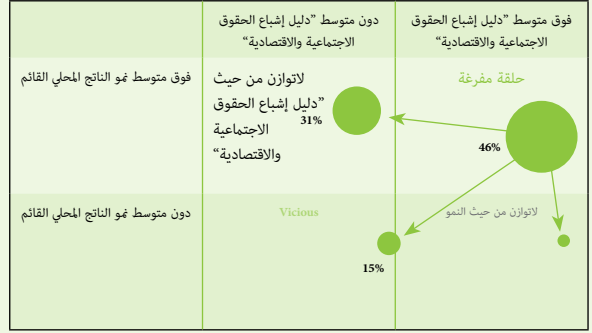 فوق متوسط ”دليل إشباع الحقوق
الاجتماعية والاقتصادية“
دون متوسط ”دليل إشباع الحقوق
الاجتماعية والاقتصادية“
حلقة مفرغة
46%
لاتوازن من حيث
”دليل إشباع الحقوق
الاجتماعية
والاقتصادية“
31%
فوق متوسط نمو الناتج المحلي القائم
لاتوازن من حيث النمو
Vicious
15%
دون متوسط نمو الناتج المحلي القائم